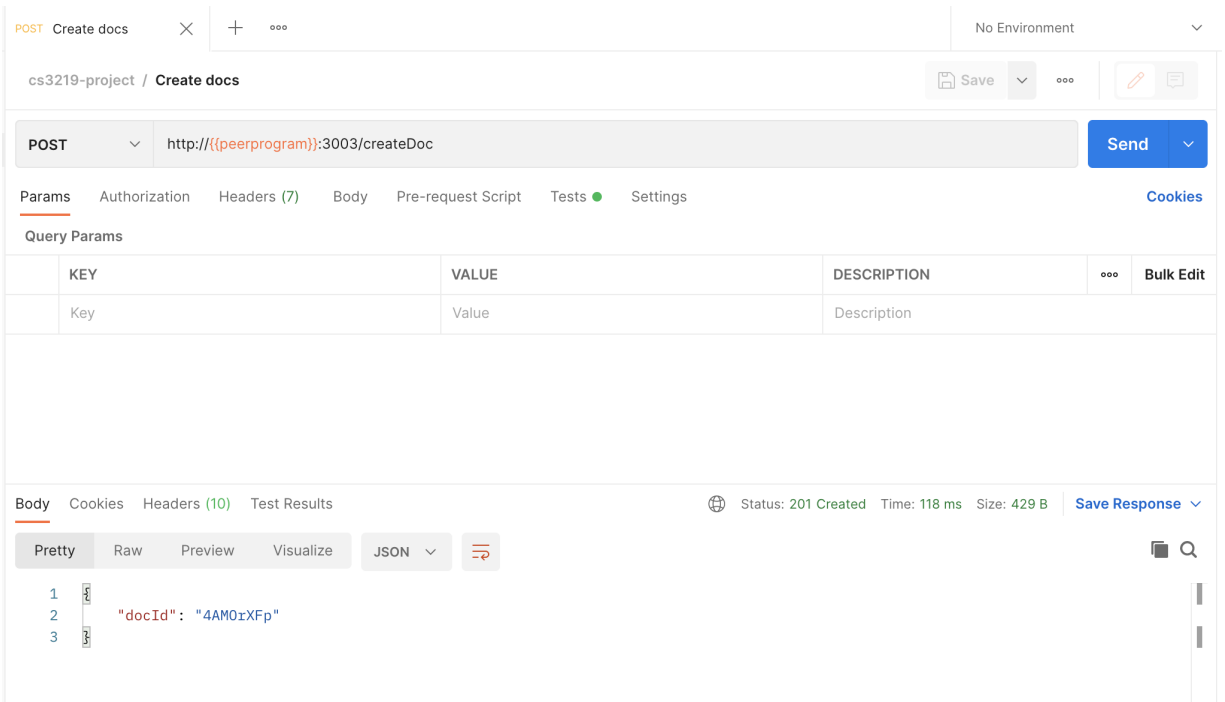 POST Create docs No Environment
cs3219-project / Create docs Save
POST http://{{peerprogram}}:3003/createDoc Send
Params Authorization Headers (7) Body Pre-request Script Tests Settings Cookies
Query Params
KEY VALUE DESCRIPTION Bulk Edit
Key Value Description
Body Cookies Headers (10) Test Results Status: 201 Created Time: 118 ms Size: 429 B Save Response
Pretty Raw Preview Visualize JSON
1 {
2 "docId": "4AMOrXFp"
3 }